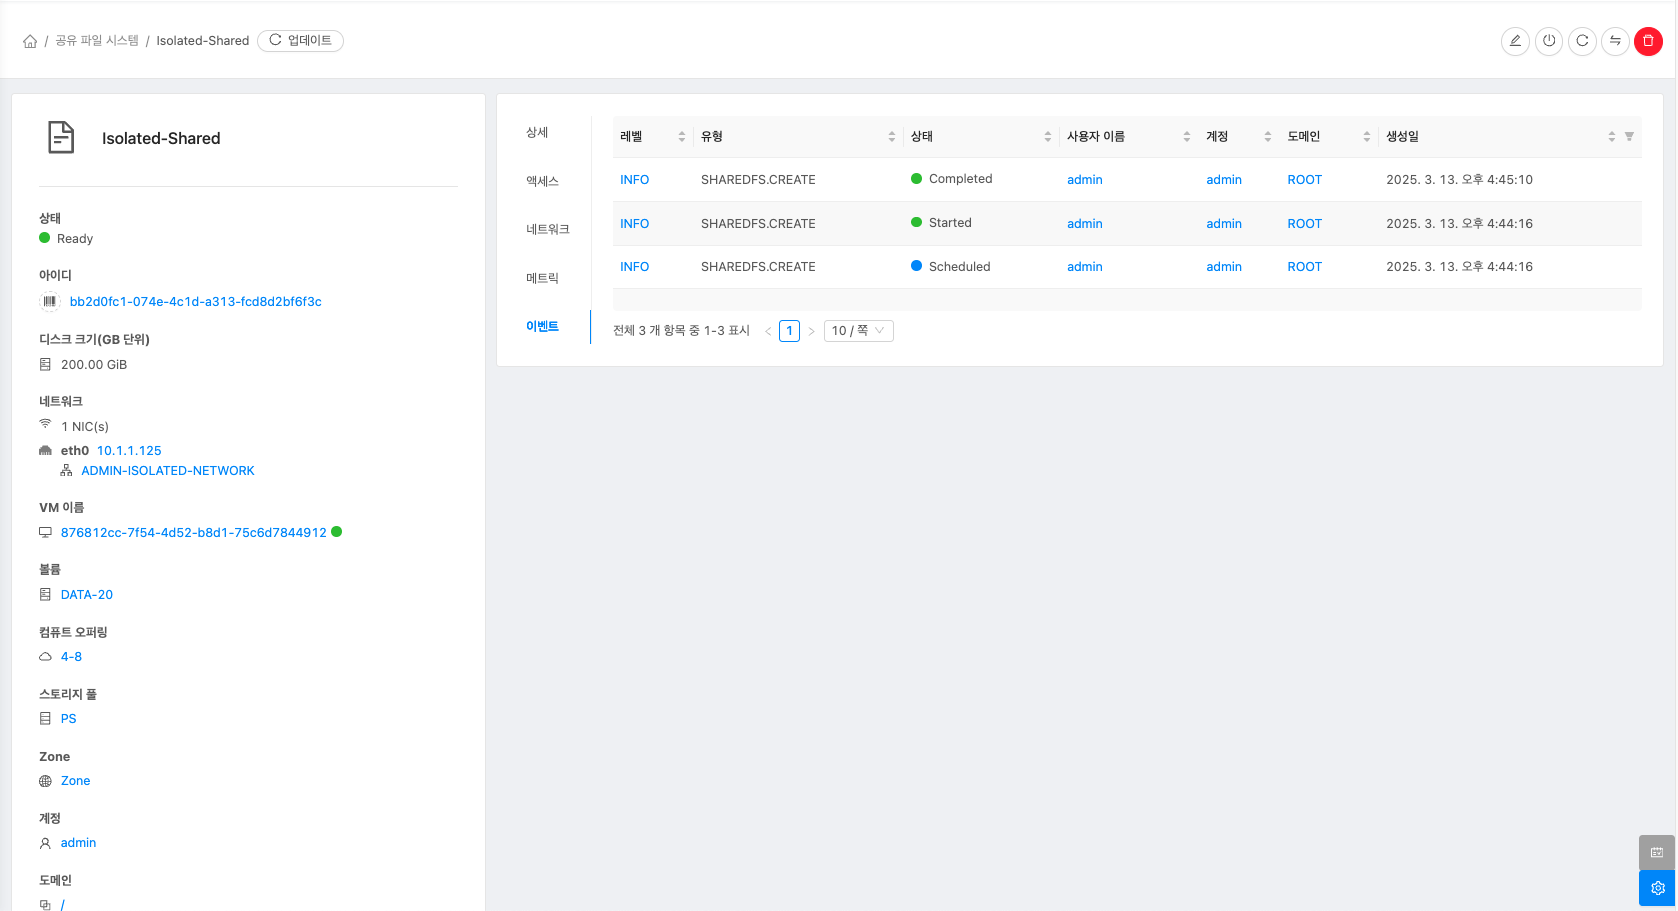 / 공유 파일 시스템 / Isolated-Shared 업데이트
Isolated-Shared
상태
Ready
아이디
bb2d0fc1-074e-4c1d-a313-fcd8d2bf6f3c
디스크 크기(GB 단위)
200.00 GiB
네트워크
1 NIC(s)
eth0 10.1.1.125
ADMIN-ISOLATED-NETWORK
VM 이름
876812cc-7f54-4d52-b8d1-75c6d7844912
볼륨
DATA-20
컴퓨트 오퍼링
4-8
스토리지 풀
PS
Zone
Zone
계정
admin
도메인
/
상세
액세스
네트워크
메트릭
이벤트
레벨 유형 상태 사용자 이름 계정 도메인 생성일
INFO SHAREDFS.CREATE Completed admin admin ROOT 2025. 3. 13. 오후 4:45:10
INFO SHAREDFS.CREATE Started admin admin ROOT 2025. 3. 13. 오후 4:44:16
INFO SHAREDFS.CREATE Scheduled admin admin ROOT 2025. 3. 13. 오후 4:44:16
전체 3 개 항목 중 1-3 표시 < 1 > 10 / 쪽